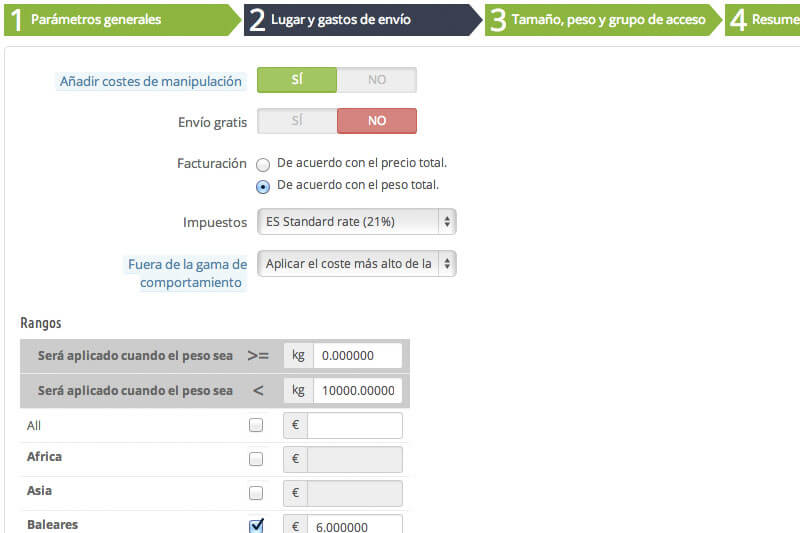 1 Parámetros generales 2 Lugar y gastos de envío 3 Tamaño, peso y grupo de acceso 4 Resume
Añadir costes de manipulación SÍ NO
Envío gratis SÍ NO
Facturación De acuerdo con el precio total.
De acuerdo con el peso total.
Impuestos ES Standard rate (21%)
Fuera de la gama de Aplicar el coste más alto de la
comportamiento
Rangos
Será aplicado cuando el peso sea >= kg 0.000000
Será aplicado cuando el peso sea < kg 10000.00000
All €
Africa €
Asia €
Baleares € 6.000000